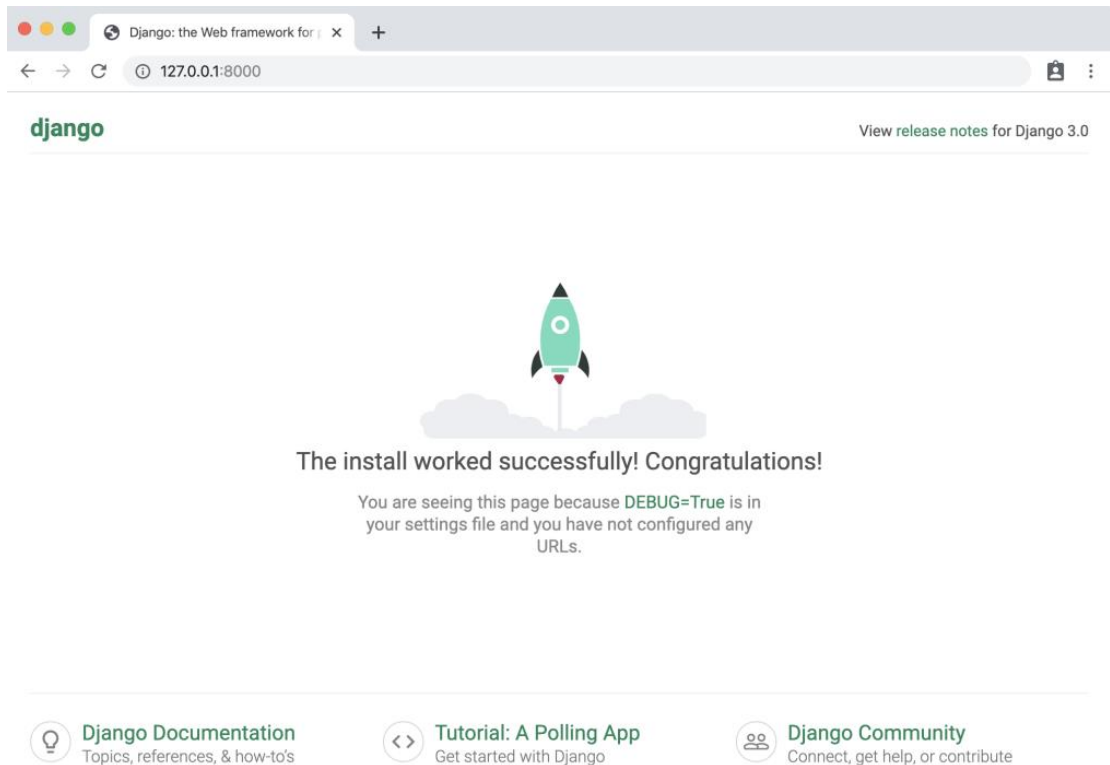 Django: the Web framework for
127.0.0.1:8000
django
View release notes for Django 3.0
The install worked successfully! Congratulations!
You are seeing this page because DEBUG=True is in
your settings file and you have not configured any
URLs.
Django Documentation
Topics, references, & how-to's
Tutorial: A Polling App
Get started with Django
Django Community
Connect, get help, or contribute